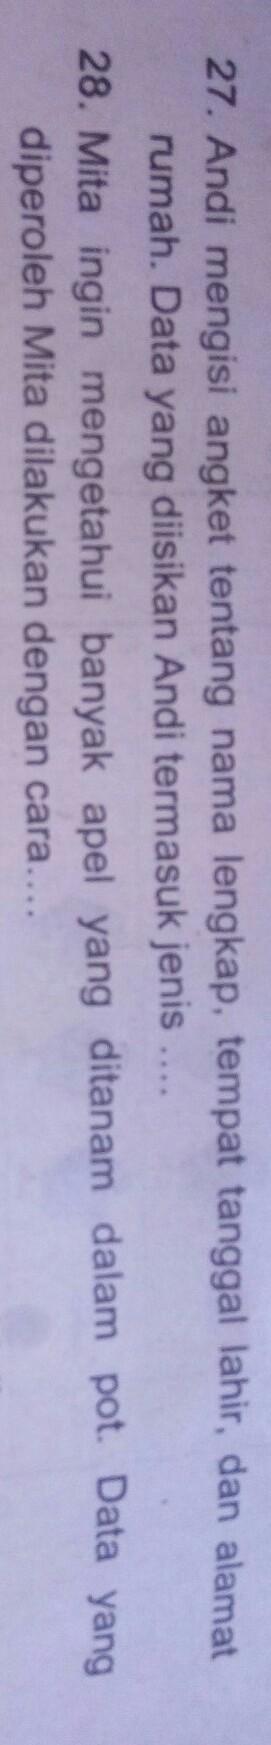 27. Andi mengisi angket tentang nama lengkap, tempat tanggal lahir, dan alamat
rumah. Data yang diisikan Andi termasuk jenis ....
28. Mita ingin mengetahui banyak apel yang ditanam dalam pot. Data yang
diperoleh Mita dilakukan dengan cara....